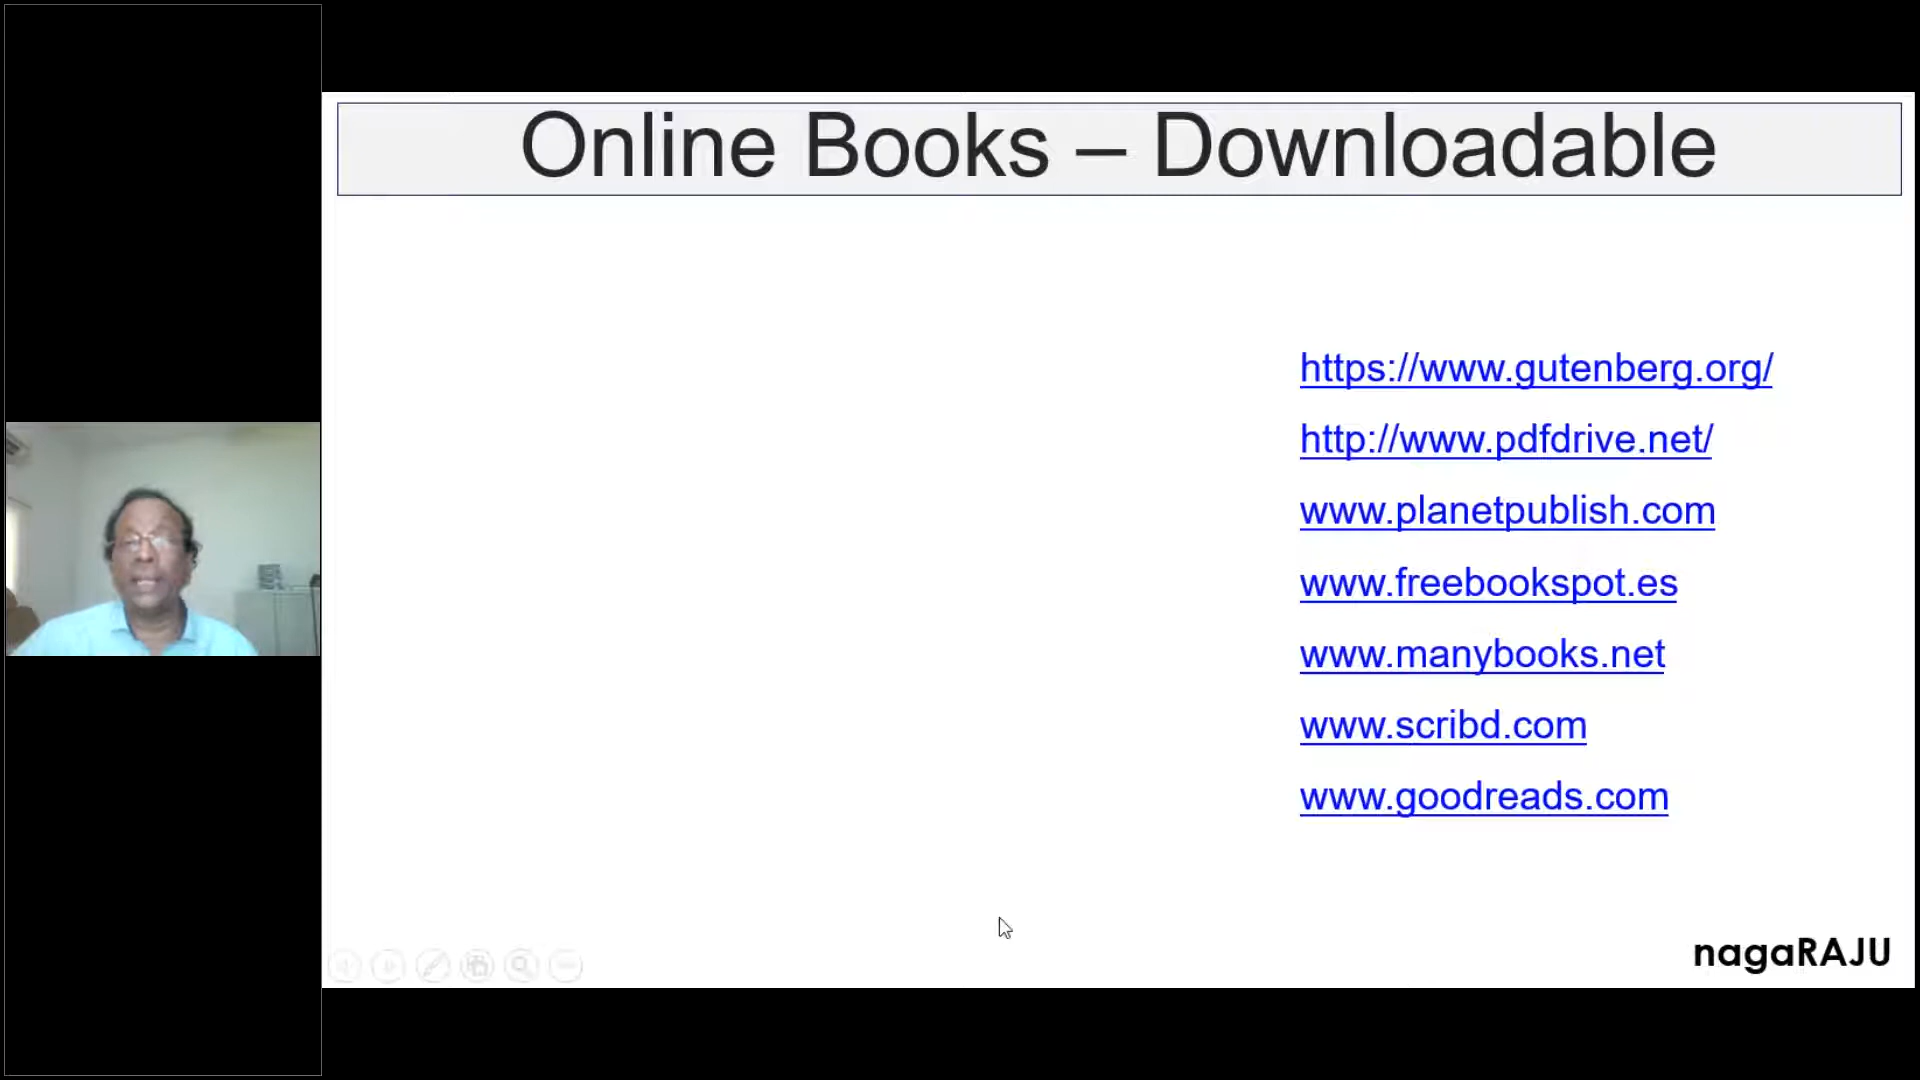 Online Books – Downloadable
https://www.gutenberg.org/
http://www.pdfdrive.net/
www.planetpublish.com
www.freebookspot.es
www.manybooks.net
www.scribd.com
www.goodreads.com
nagaRAJU